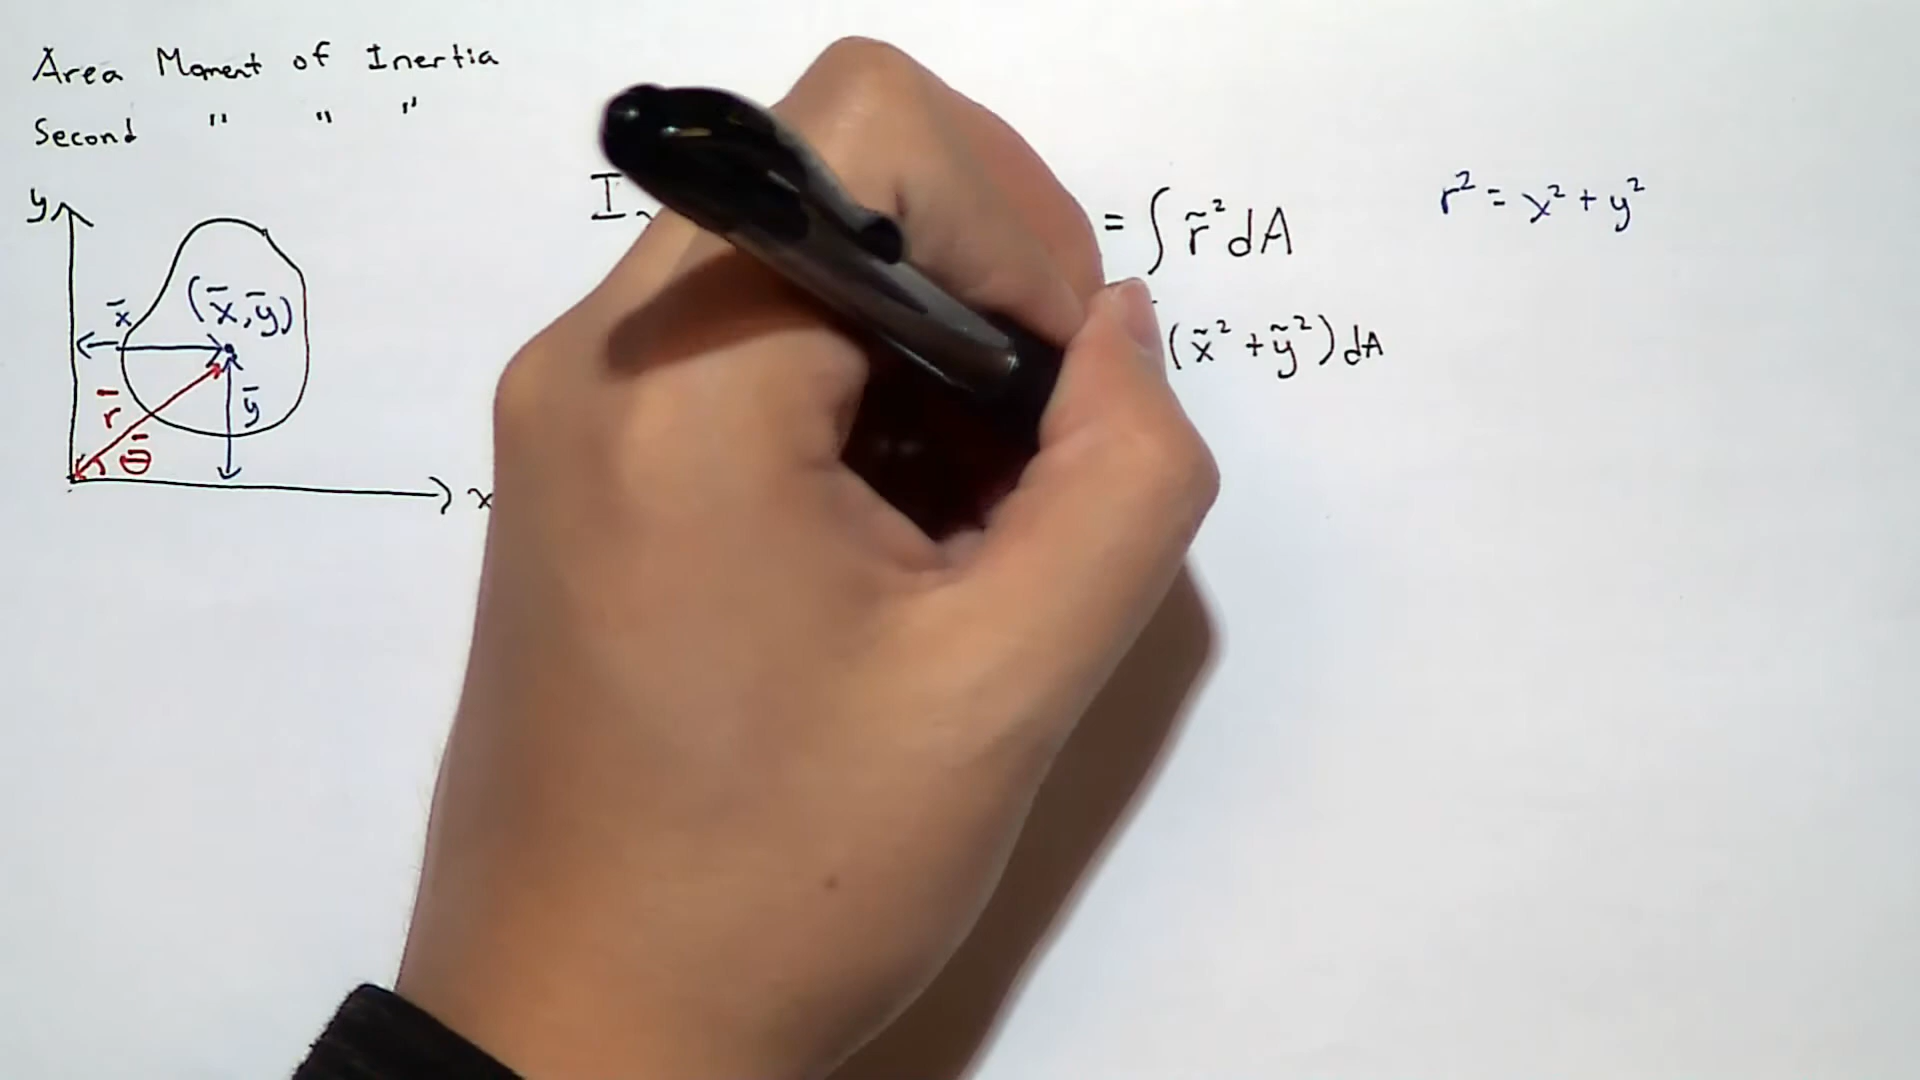 Area Moment of Inertia
Second " " "
I
= ∫ r̃² dA
r² = x² + y²
(x̃² + ỹ²) dA
y
(x̄, ȳ)
x̄
ȳ
r̄
θ̄
x